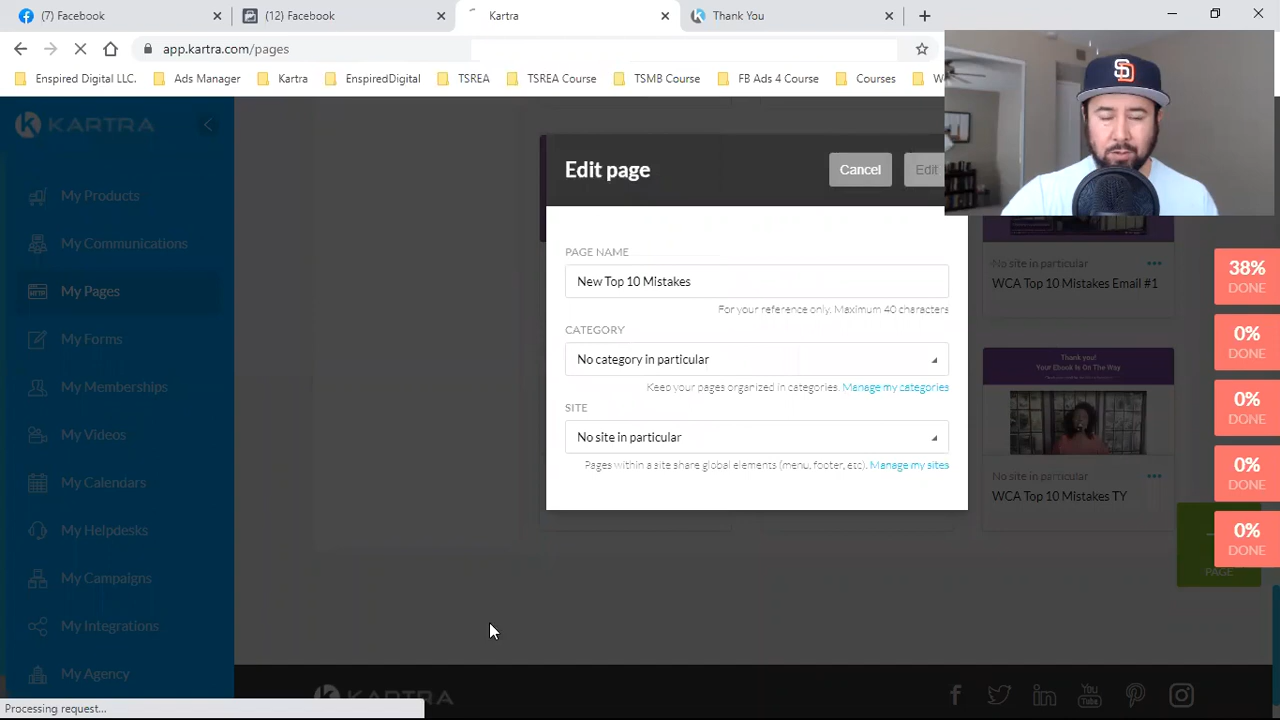 (7) Facebook
(12) Facebook
Kartra
Thank You
app.kartra.com/pages
Enspired Digital LLC.
Ads Manager
Kartra
EnspiredDigital
TSREA
TSREA Course
TSMB Course
FB Ads 4 Course
Courses
KARTRA
My Products
My Communications
My Pages
My Forms
My Memberships
My Videos
My Calendars
My Helpdesks
My Campaigns
My Integrations
My Agency
Processing request...
Edit page
Cancel
Edit
PAGE NAME
New Top 10 Mistakes
For your reference only. Maximum 40 characters
CATEGORY
No category in particular
Keep your pages organized in categories. Manage my categories
SITE
No site in particular
Pages within a site share global elements (menu, footer, etc). Manage my sites
SD
No site in particular
WCA Top 10 Mistakes Email #1
Thank you!
Your Ebook Is On The Way
No site in particular
WCA Top 10 Mistakes TY
PAGE
38%
DONE
0%
DONE
0%
DONE
0%
DONE
0%
DONE
KARTRA
You
Tube